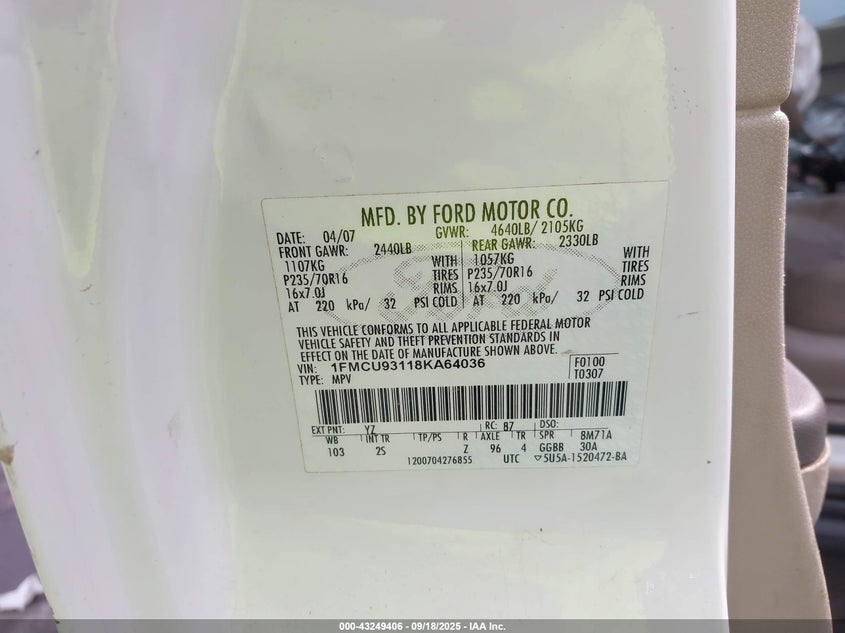 MFD. BY FORD MOTOR CO.
DATE: 04/07 GVWR: 4640LB/ 2105KG
FRONT GAWR: 2440LB REAR GAWR: 2330LB
1107KG WITH 1057KG WITH
P235/70R16 TIRES P235/70R16 TIRES
16x7.0J RIMS 16x7.0J RIMS
AT 220 kPa/ 32 PSI COLD AT 220 kPa/ 32 PSI COLD
Ford
THIS VEHICLE CONFORMS TO ALL APPLICABLE FEDERAL MOTOR
VEHICLE SAFETY AND THEFT PREVENTION STANDARDS IN
EFFECT ON THE DATE OF MANUFACTURE SHOWN ABOVE.
VIN: 1FMCU93118KA64036 F0100
TYPE: MPV T0307
EXT PNT: YZ RC: 87 DSO:
WB INT TR TP/PS R AXLE TR SPR 8M71A
103 2S Z 96 4 GGBB 30A
1200704276855 UTC ▽5U5A-1520472-BA
000-43249406 - 09/18/2025 - IAA Inc.